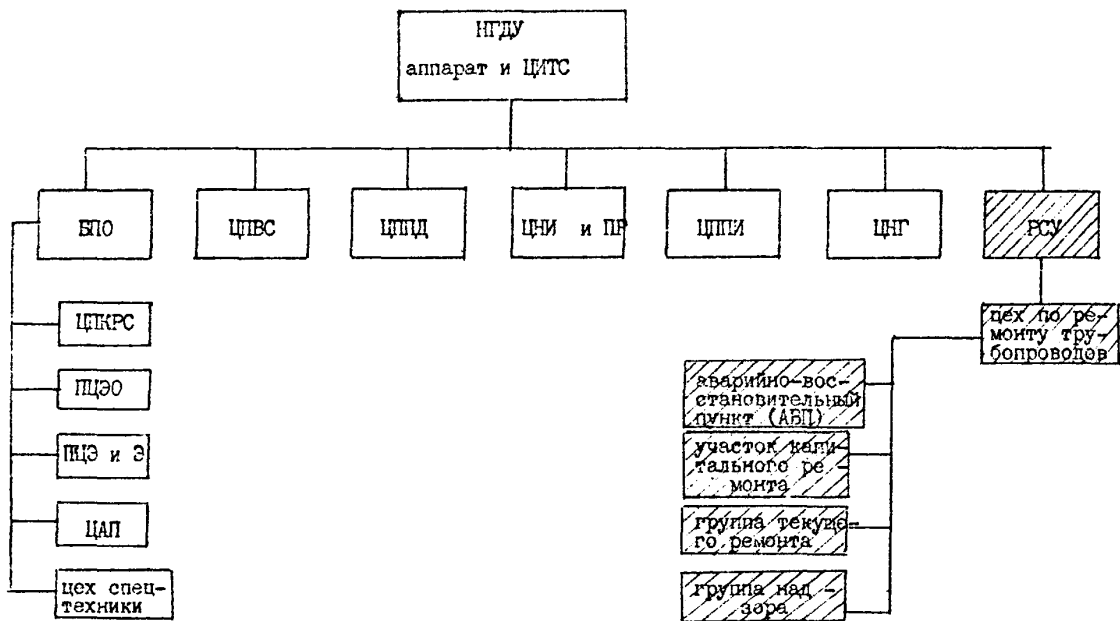 НГДУ
аппарат и ЦИТС
БПО
ЦПВС
ЦППД
ЦНИ и ПР
ЦППИ
ЦНГ
РСУ
ЦПКРС
ПЦЭО
ПЦЭ и Э
ЦАП
цех спец-
техники
цех по ре-
монту тру-
бопроводов
аварийно-вос-
становительный
пункт (АВП)
участок капи-
тального ре-
монта
группа текуще-
го ремонта
группа над -
зора